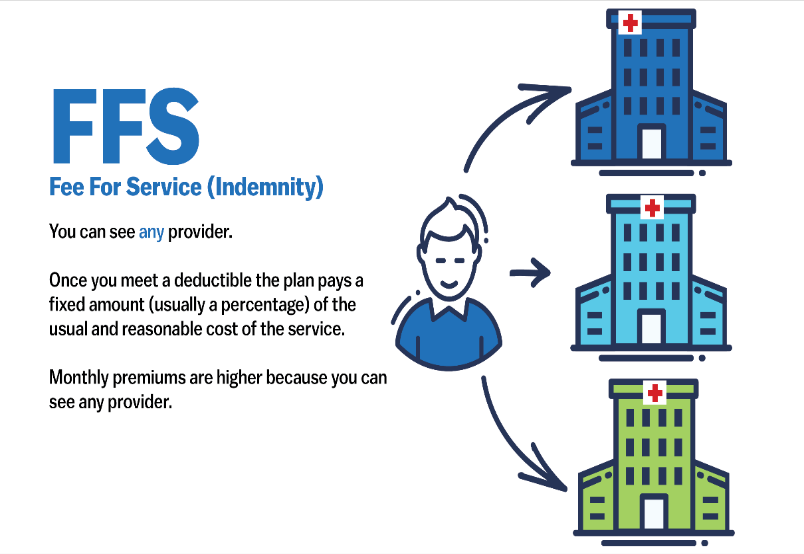 FFS
Fee For Service (Indemnity)
You can see any provider.
Once you meet a deductible the plan pays a
fixed amount (usually a percentage) of the
usual and reasonable cost of the service.
Monthly premiums are higher because you can
see any provider.